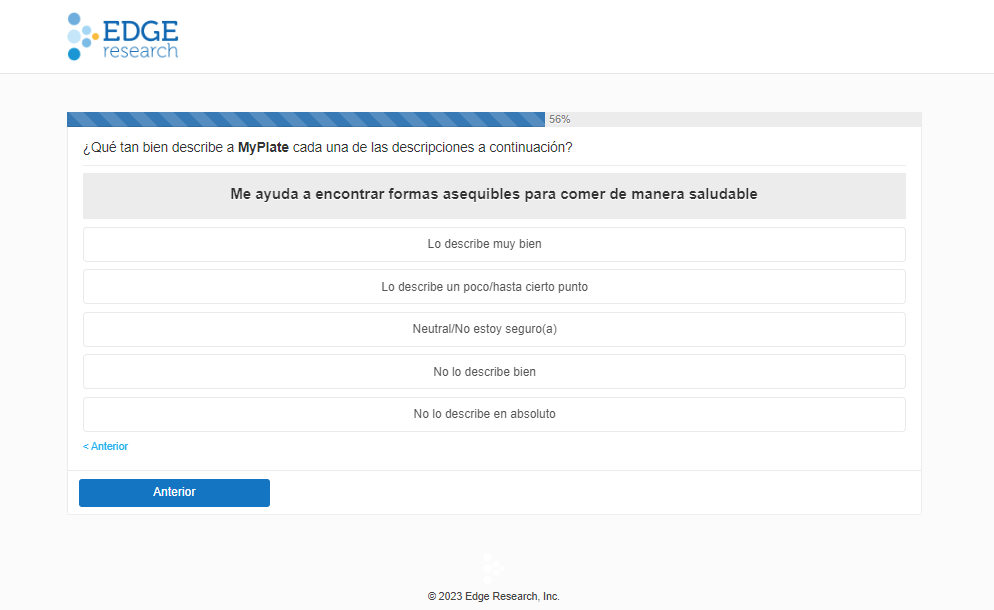 EDGE
research
56%
¿Qué tan bien describe a MyPlate cada una de las descripciones a continuación?
Me ayuda a encontrar formas asequibles para comer de manera saludable
Lo describe muy bien
Lo describe un poco/hasta cierto punto
Neutral/No estoy seguro(a)
No lo describe bien
No lo describe en absoluto
< Anterior
Anterior
© 2023 Edge Research, Inc.